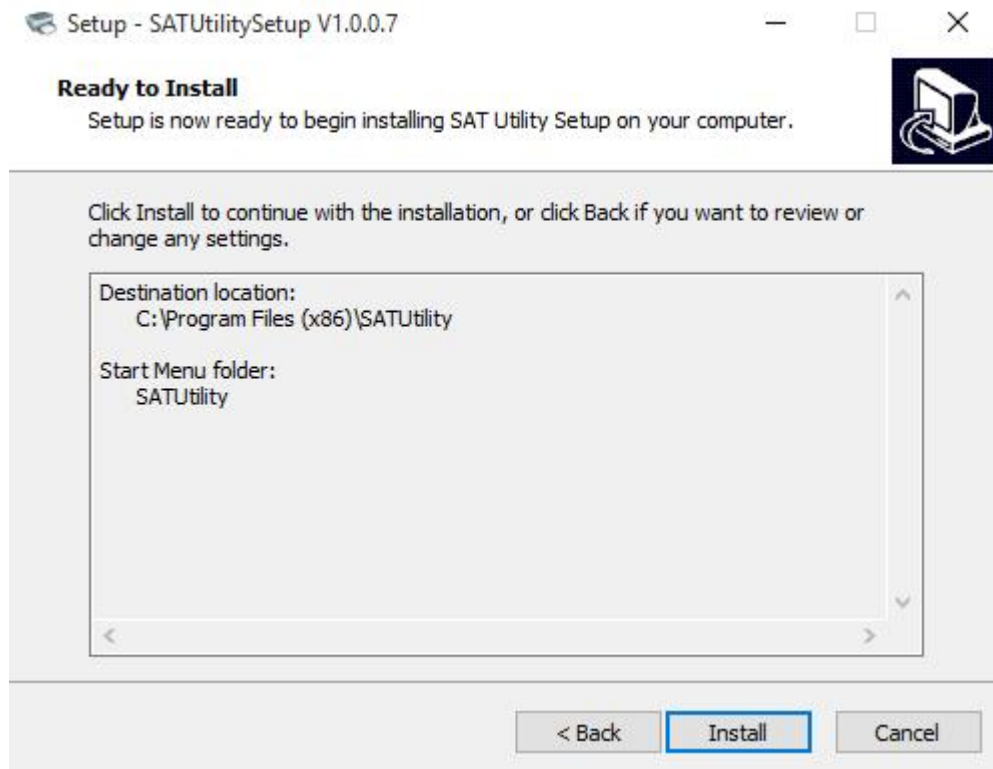 Setup - SATUtilitySetup V1.0.0.7
Ready to Install
Setup is now ready to begin installing SAT Utility Setup on your computer.
Click Install to continue with the installation, or click Back if you want to review or
change any settings.
Destination location:
C:\Program Files (x86)\SATUtility
Start Menu folder:
SATUtility
< Back
Install
Cancel